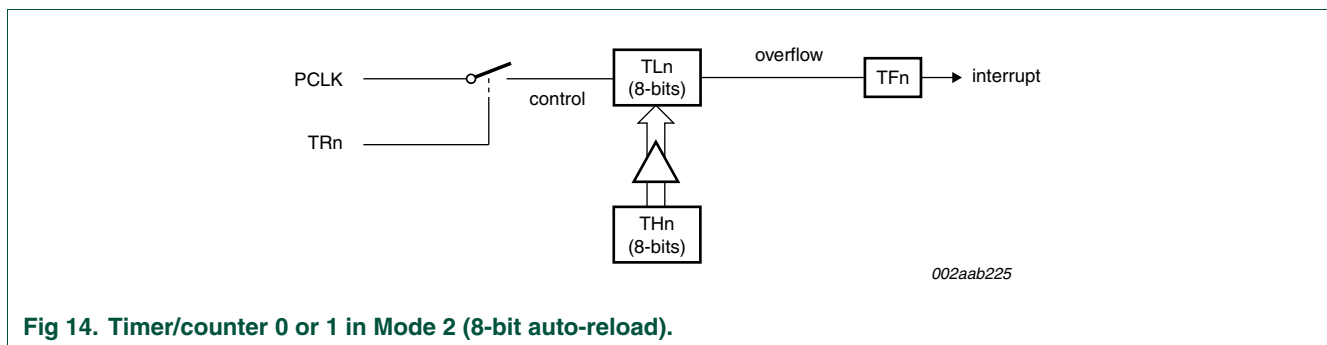 PCLK
TRn
control
TLn
(8-bits)
overflow
TFn
interrupt
THn
(8-bits)
002aab225
Fig 14. Timer/counter 0 or 1 in Mode 2 (8-bit auto-reload).